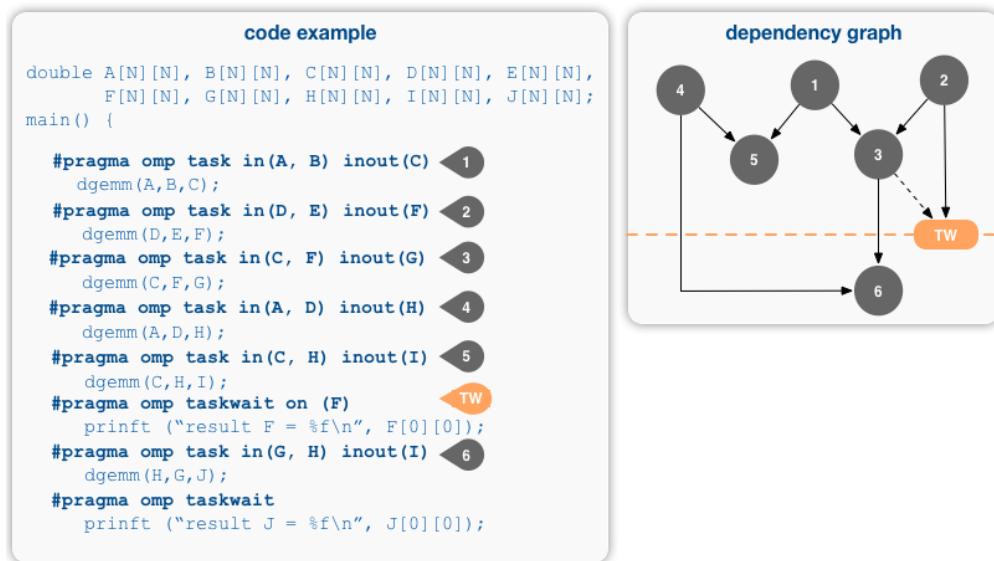 code example
double A[N][N], B[N][N], C[N][N], D[N][N], E[N][N],
F[N][N], G[N][N], H[N][N], I[N][N], J[N][N];
main() {
#pragma omp task in(A, B) inout(C) 1
dgemm(A,B,C);
#pragma omp task in(D, E) inout(F) 2
dgemm(D,E,F);
#pragma omp task in(C, F) inout(G) 3
dgemm(C,F,G);
#pragma omp task in(A, D) inout(H) 4
dgemm(A,D,H);
#pragma omp task in(C, H) inout(I) 5
dgemm(C,H,I);
#pragma omp taskwait on (F) TW
prinft (“result F = %f\n”, F[0][0]);
#pragma omp task in(G, H) inout(I) 6
dgemm(H,G,J);
#pragma omp taskwait
prinft (“result J = %f\n”, J[0][0]);
dependency graph
4
1
2
5
3
TW
6